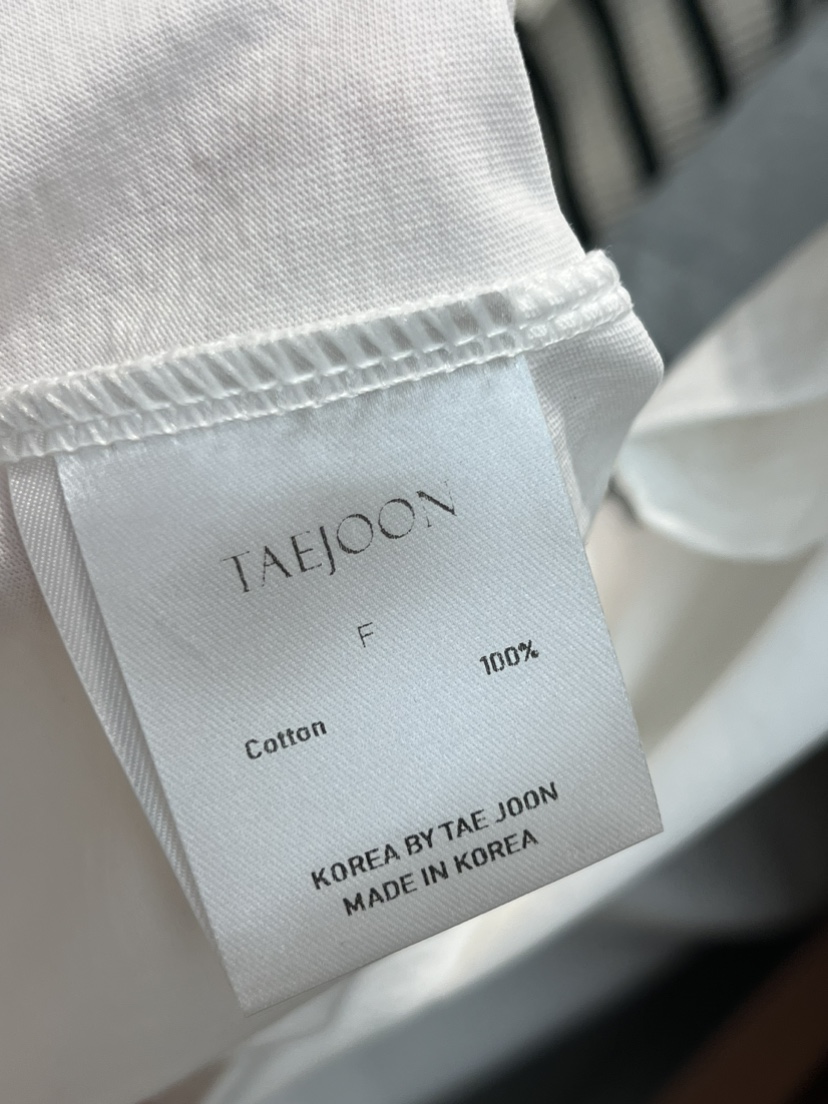 TAEJOON
F
100%
Cotton
KOREA BY TAE JOON
MADE IN KOREA